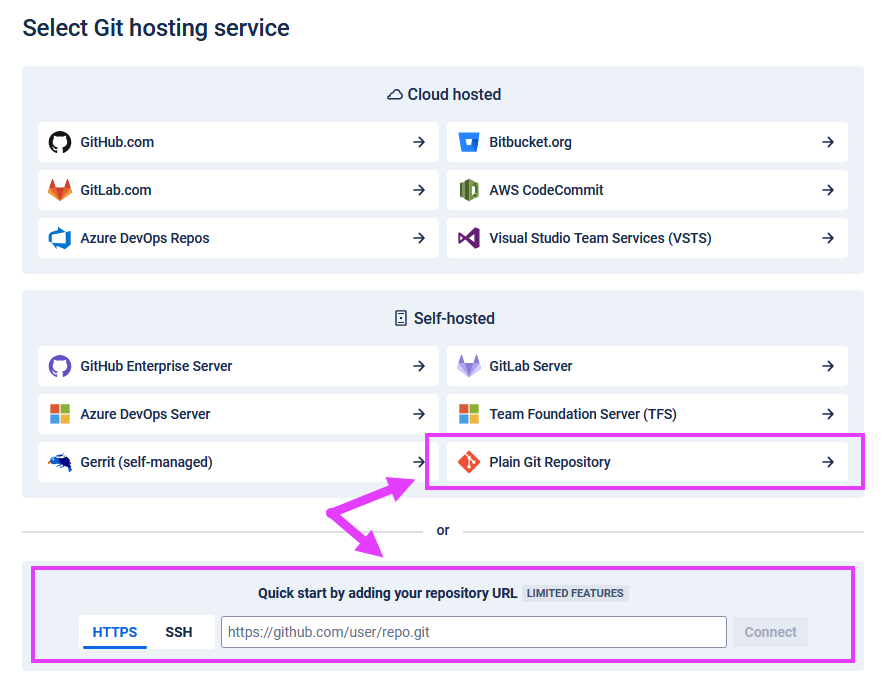 Select Git hosting service
Cloud hosted
GitHub.com
Bitbucket.org
GitLab.com
AWS CodeCommit
Azure DevOps Repos
Visual Studio Team Services (VSTS)
Self-hosted
GitHub Enterprise Server
GitLab Server
Azure DevOps Server
Team Foundation Server (TFS)
Gerrit (self-managed)
Plain Git Repository
or
Quick start by adding your repository URL LIMITED FEATURES
HTTPS SSH https://github.com/user/repo.git Connect